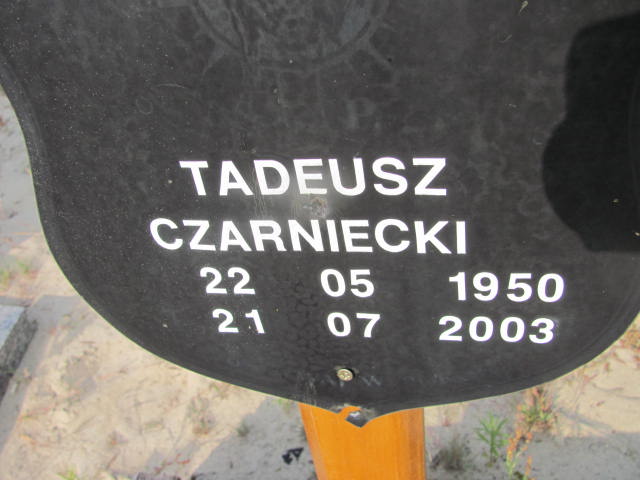 TADEUSZ
CZARNIECKI
22 05 1950
21 07 2003